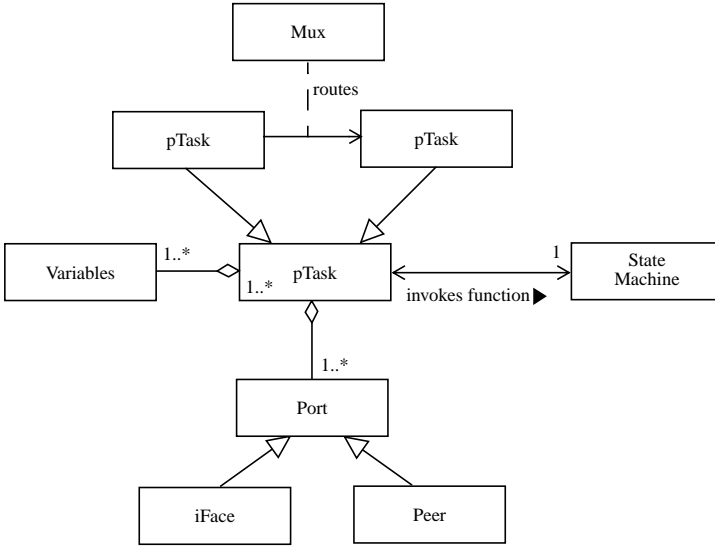 Mux
routes
pTask
pTask
Variables
1..*
1..*
pTask
1
invokes function
State
Machine
1..*
Port
iFace
Peer